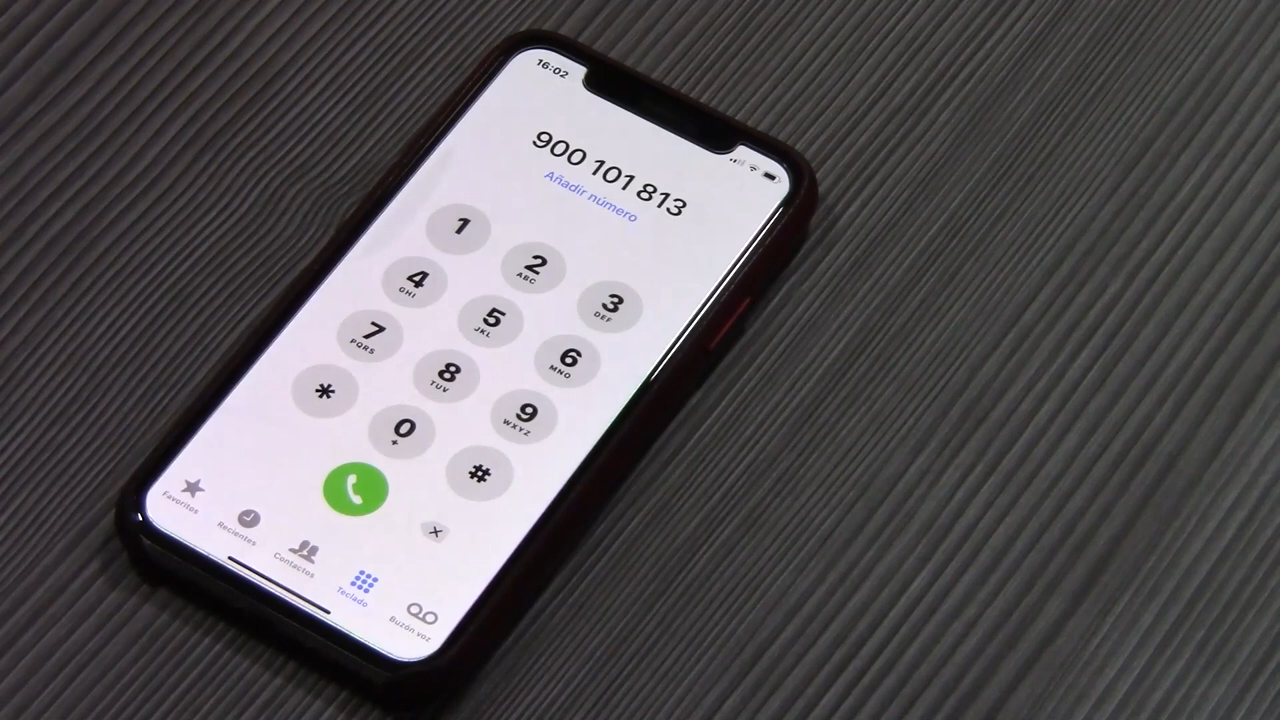 16:02
900 101 813
Añadir número
1
2
ABC
3
DEF
4
GHI
5
JKL
6
MNO
7
PQRS
8
TUV
9
WXYZ
*
0
+
#
Favoritos
Recientes
Contactos
Teclado
Buzón voz